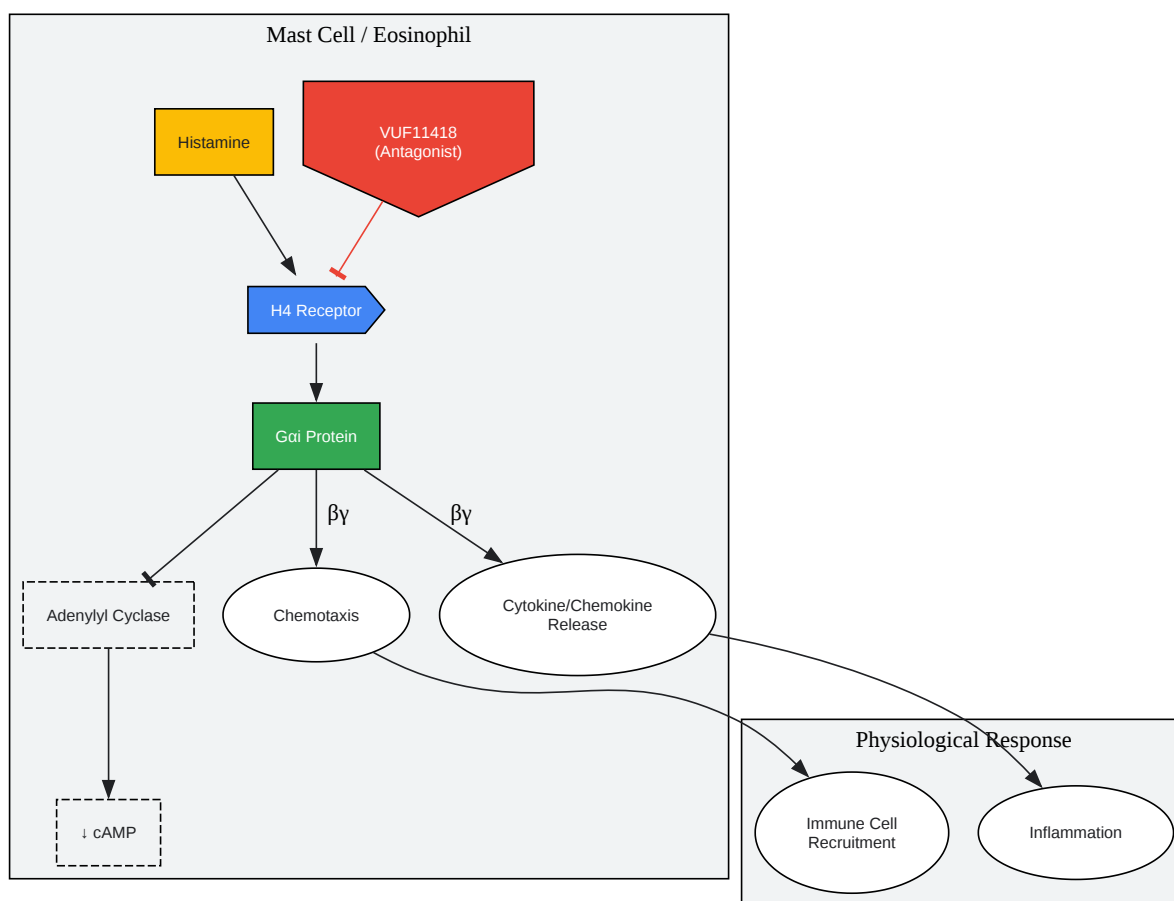 Mast Cell / Eosinophil
Histamine
VUF11418
(Antagonist)
H4 Receptor
Gαi Protein
βγ
βγ
Adenylyl Cyclase
Chemotaxis
Cytokine/Chemokine
Release
Physiological Response
↓ cAMP
Immune Cell
Recruitment
Inflammation